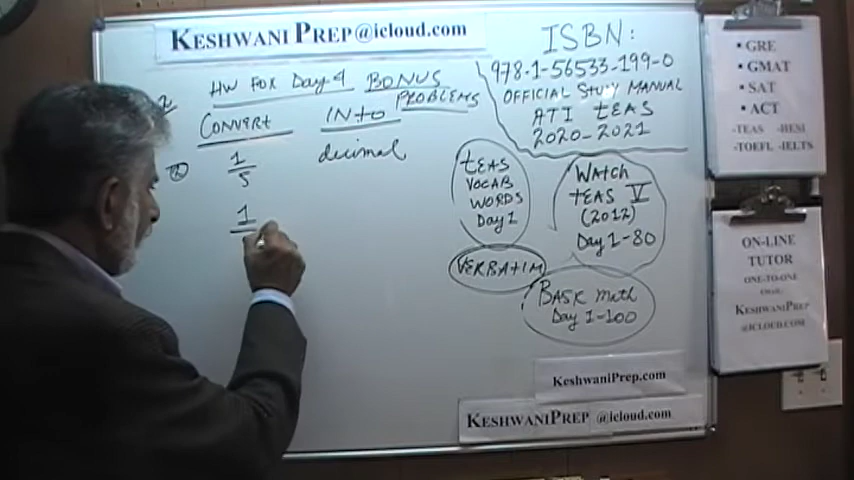 KESHWANI PREP@icloud.com
HW FOX Day-4 BONUS
PROBLEMS
CONVERT INto
1/5 decimal
1
ISBN:
978-1-56533-199-0
OFFICIAL STUDY MANUAL
ATI tEAS
2020-2021
tEAS
VOCAB
WORDS
Day 1
VERBATIM
WAtCH
tEAS V
(2012)
Day 1-80
BASIC math
Day 1-100
KESHWANIPREP.com
KESHWANIPREP @icloud.com
• GRE
• GMAT
• SAT
• ACT
-TEAS -HESI
-TOEFL -IELTS
ON-LINE
TUTOR
ONE-TO-ONE
KESHWANIPREP
@ICLOUD.COM